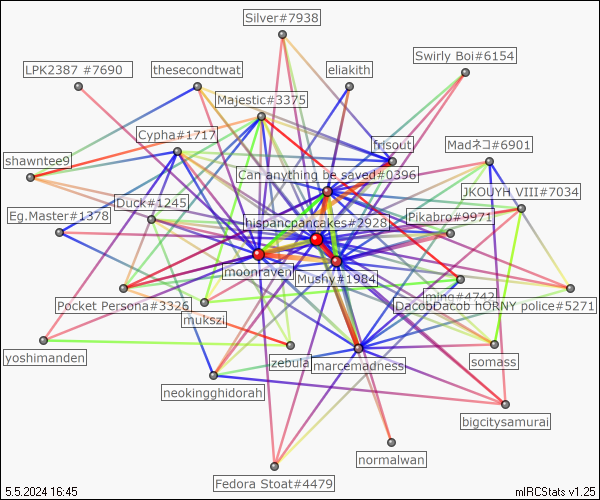 Silver#7938
Swirly Boi#6154
LPK2387 #7690
thesecondtwat
eliakith
Majestic#3375
Cypha#1717
frisout
Madネコ#6901
shawntee9
Can anything be saved#0396
JKOUYH VIII#7034
Duck#1245
Eg.Master#1378
hispancpancakes#2928
Pikabro#9971
moonraven
Mushy#1984
mino#4742
Pocket Persona#3326
DacobDacob HORNY police#5271
mukszi
yoshimanden
zebula
marcemadness
somass
neokingghidorah
bigcitysamurai
normalwan
Fedora Stoat#4479
5.5.2024 16:45
mIRCStats v1.25